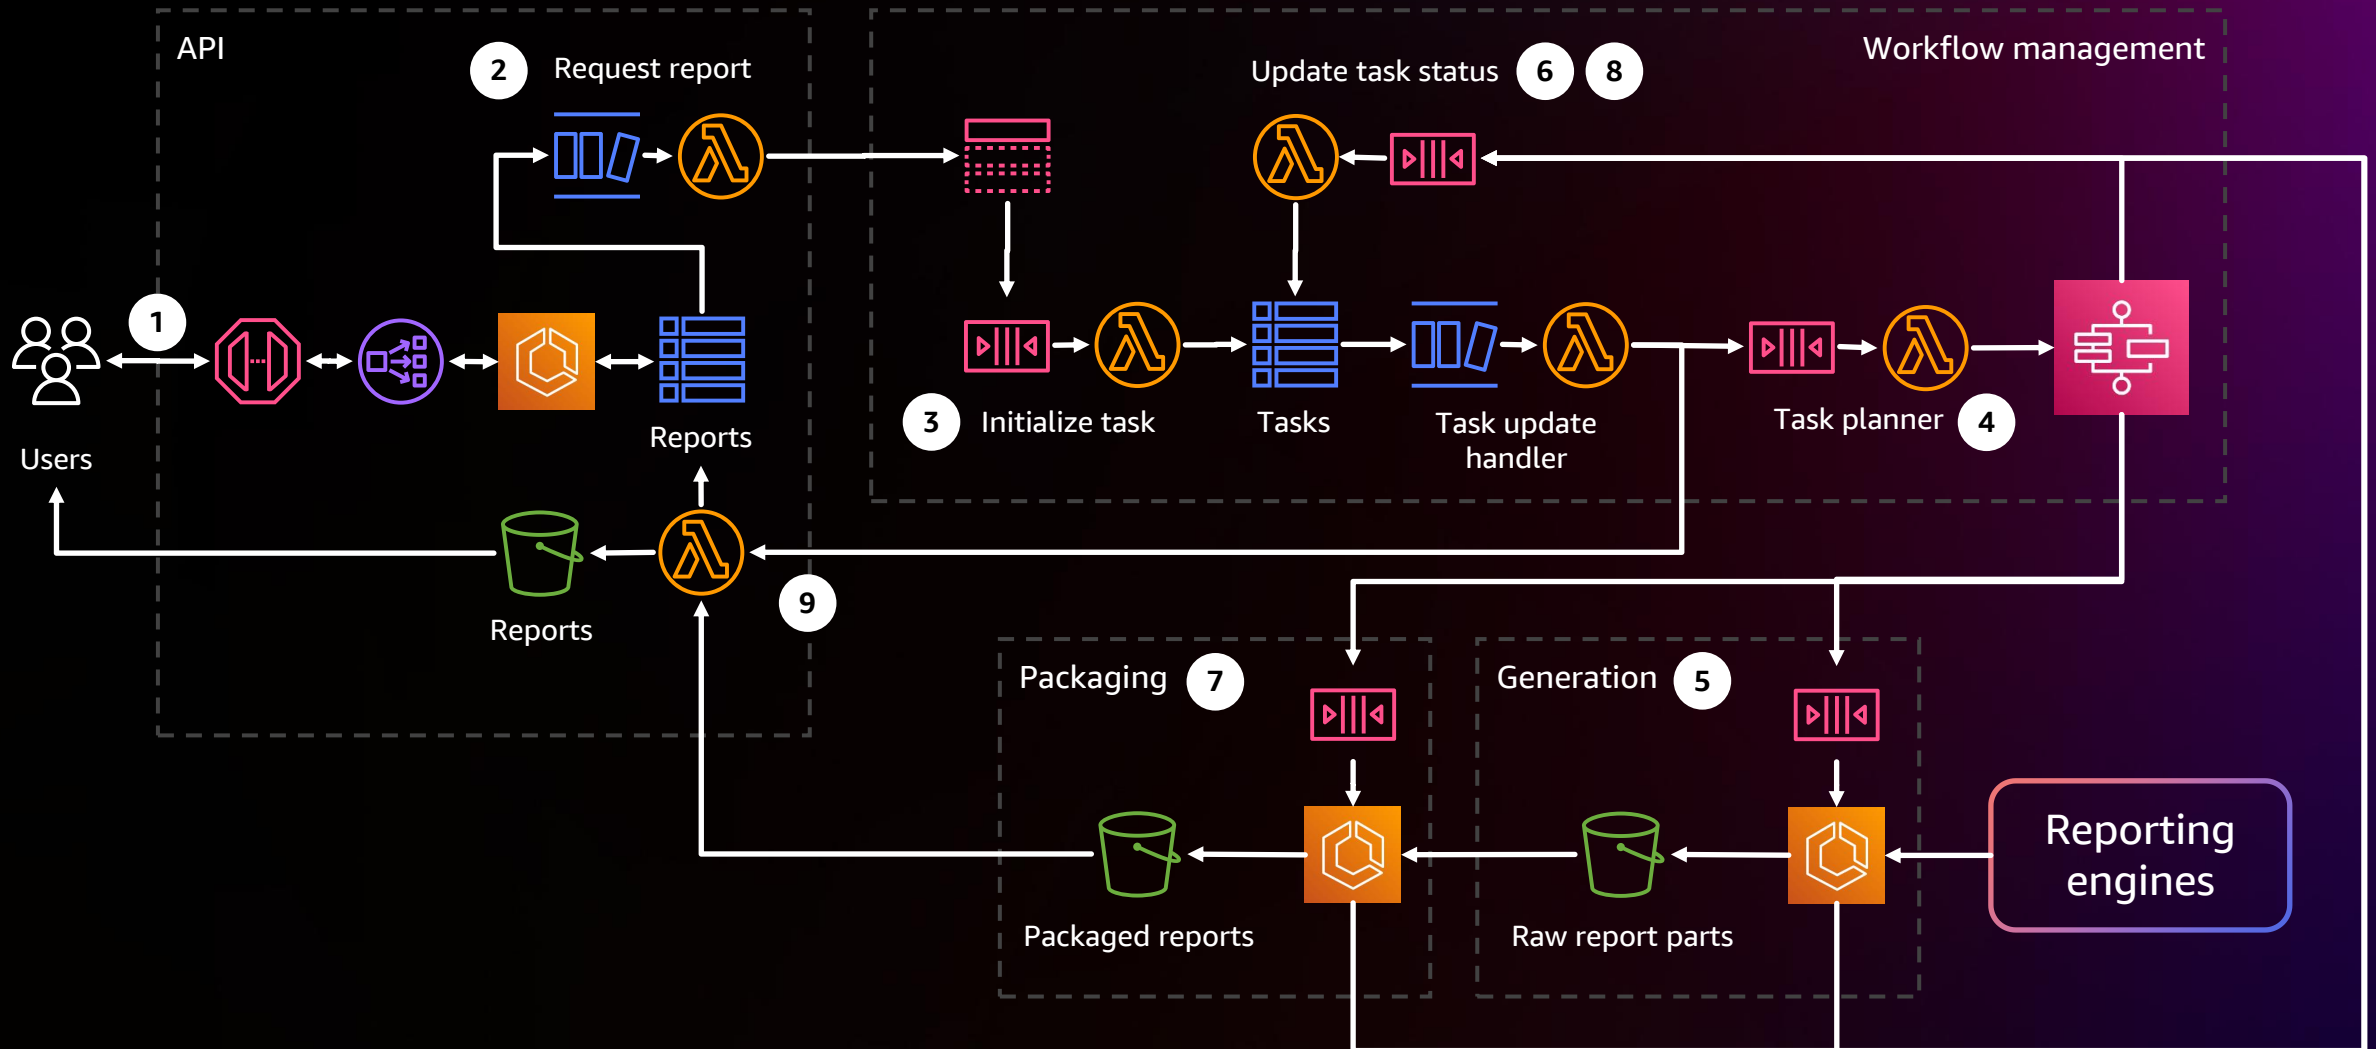 API
2
Request report
Update task status
6
8
Workflow management
1
Users
Reports
3
Initialize task
Tasks
Task update
handler
Task planner
4
Reports
9
Packaging
7
Generation
5
Reporting
engines
Packaged reports
Raw report parts